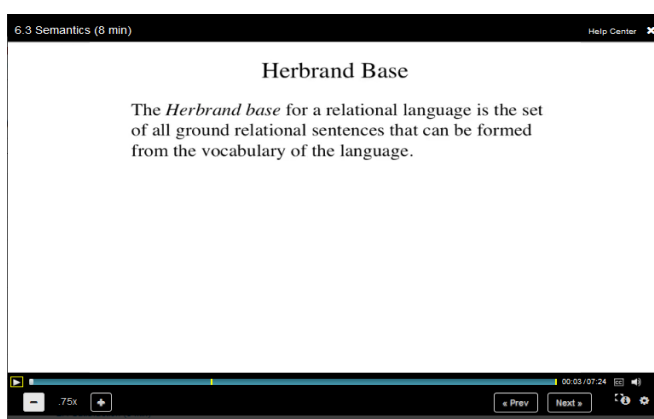 6.3 Semantics (8 min)
Help Center ✖
Herbrand Base
The Herbrand base for a relational language is the set
of all ground relational sentences that can be formed
from the vocabulary of the language.
00:03/07:24 CC
− .75x +
« Prev Next »